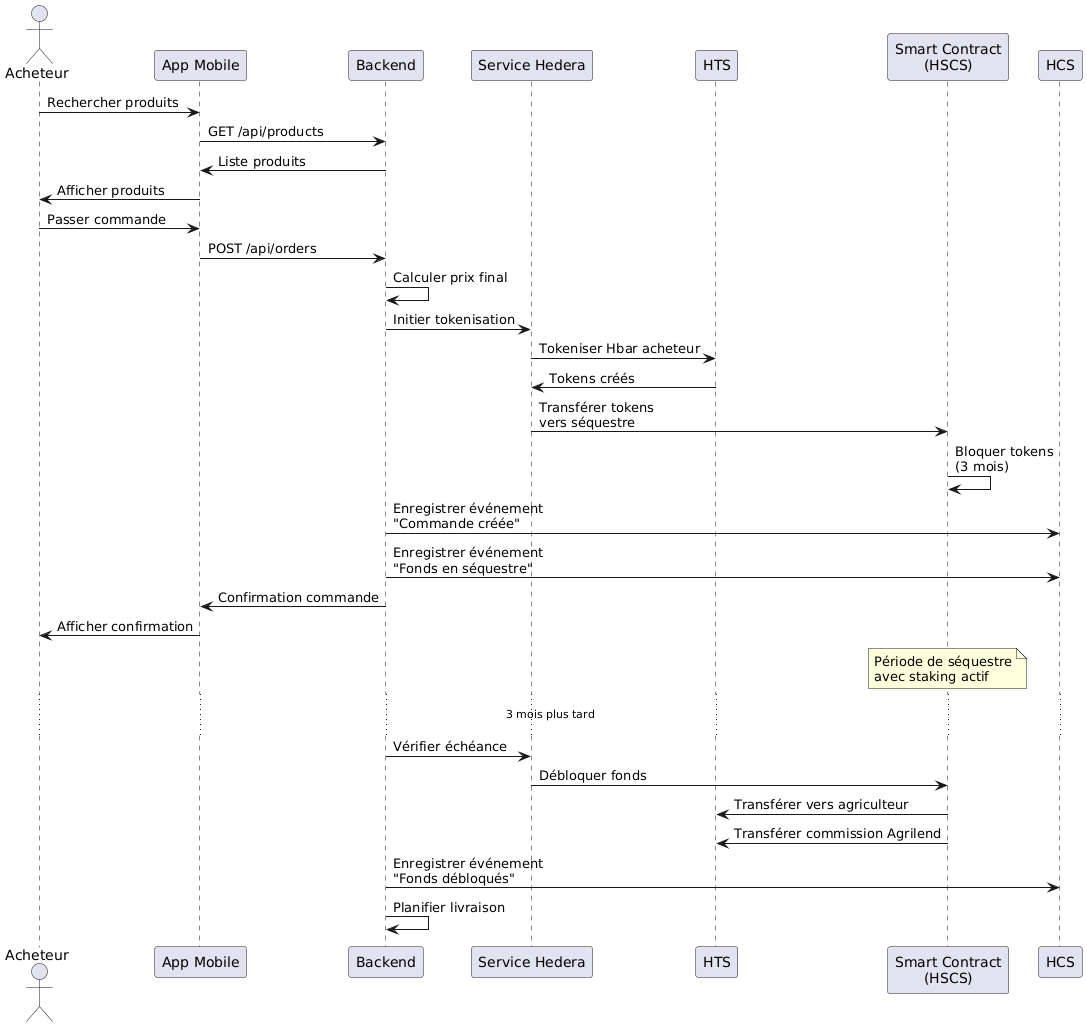 Acheteur
App Mobile
Backend
Service Hedera
HTS
Smart Contract
(HSCS)
HCS
Rechercher produits
GET /api/products
Liste produits
Afficher produits
Passer commande
POST /api/orders
Calculer prix final
Initier tokenisation
Tokeniser Hbar acheteur
Tokens créés
Transférer tokens
vers séquestre
Bloquer tokens
(3 mois)
Enregistrer événement
"Commande créée"
Enregistrer événement
"Fonds en séquestre"
Confirmation commande
Afficher confirmation
Période de séquestre
avec staking actif
3 mois plus tard
Vérifier échéance
Débloquer fonds
Transférer vers agriculteur
Transférer commission Agrilend
Enregistrer événement
"Fonds débloqués"
Planifier livraison
Acheteur
App Mobile
Backend
Service Hedera
HTS
Smart Contract
(HSCS)
HCS